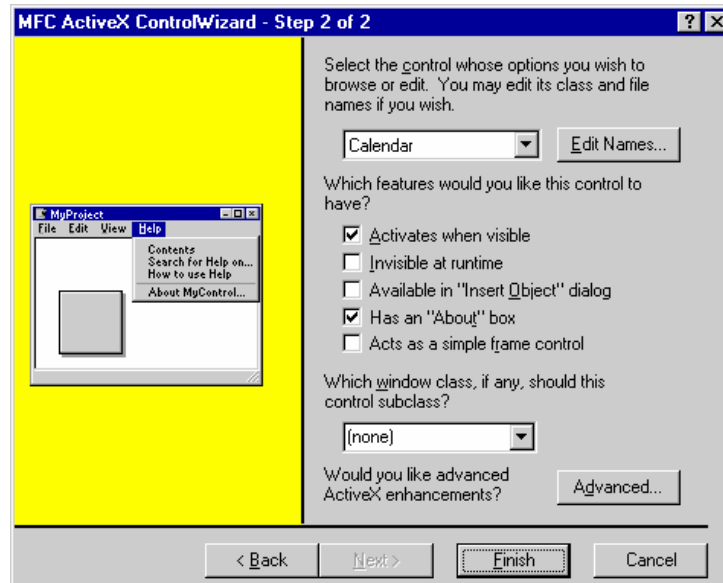 MFC ActiveX ControlWizard - Step 2 of 2
Select the control whose options you wish to
browse or edit. You may edit its class and file
names if you wish.
Calendar
Edit Names...
Which features would you like this control to
have?
MyProject
File Edit View Help
Contents
Search for Help on...
How to use Help
About MyControl...
Activates when visible
Invisible at runtime
Available in "Insert Object" dialog
Has an "About" box
Acts as a simple frame control
Which window class, if any, should this
control subclass?
(none)
Would you like advanced
ActiveX enhancements?
Advanced...
< Back
Next >
Finish
Cancel